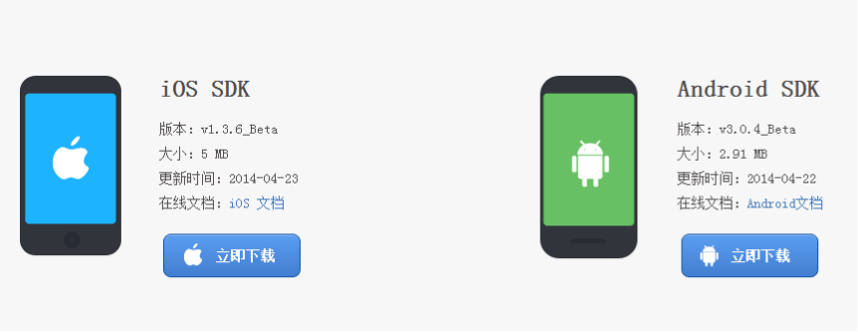 iOS SDK
版本：v1.3.6_Beta
大小：5 MB
更新时间：2014-04-23
在线文档：iOS 文档
立即下载
Android SDK
版本：v3.0.4_Beta
大小：2.91 MB
更新时间：2014-04-22
在线文档：Android文档
立即下载